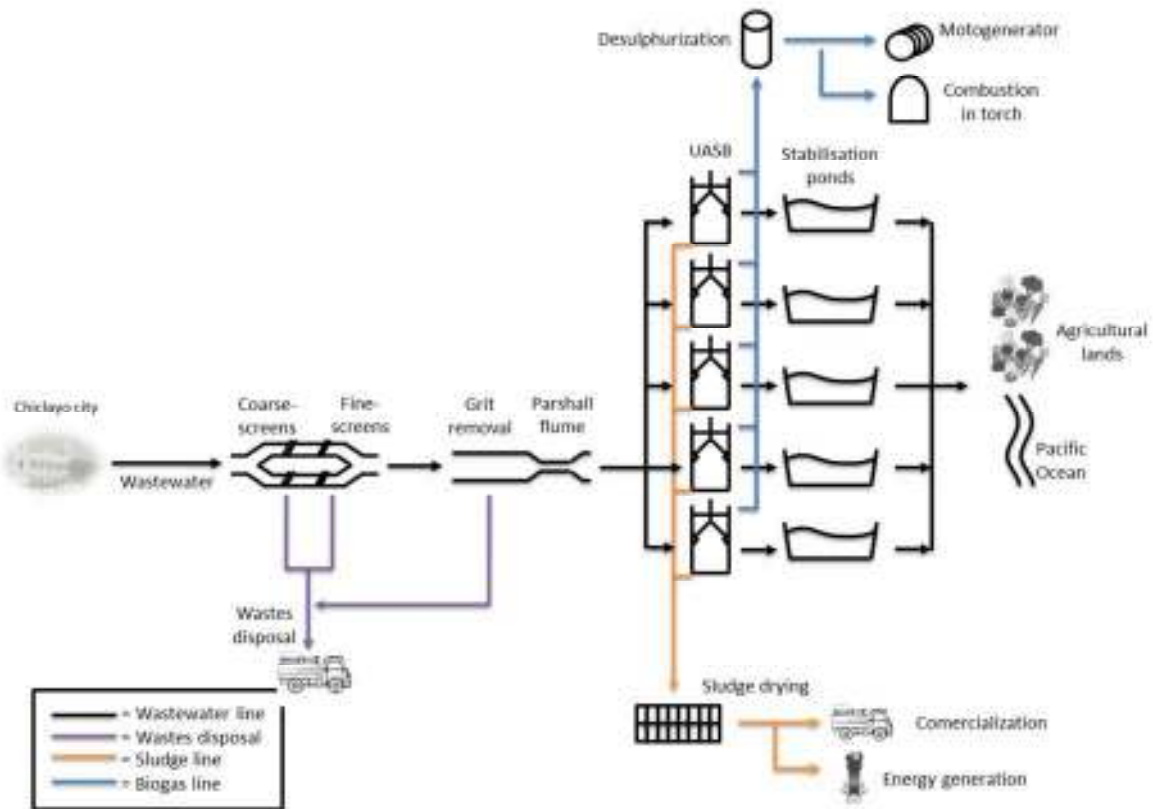 Desulphurization
Motogenerator
Combustion
in torch
UASB
Stabilisation
ponds
Agricultural
lands
Pacific
Ocean
Chiclayo city
Wastewater
Coarse-
screens
Fine-
screens
Grit
removal
Parshall
flume
Wastes
disposal
Sludge drying
Comercialization
Energy generation
= Wastewater line
= Wastes disposal
= Sludge line
= Biogas line